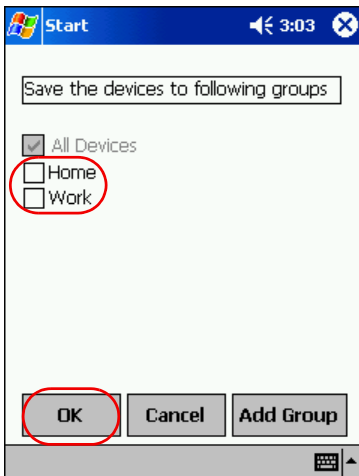 Start 3:03
Save the devices to following groups
All Devices
Home
Work
OK Cancel Add Group